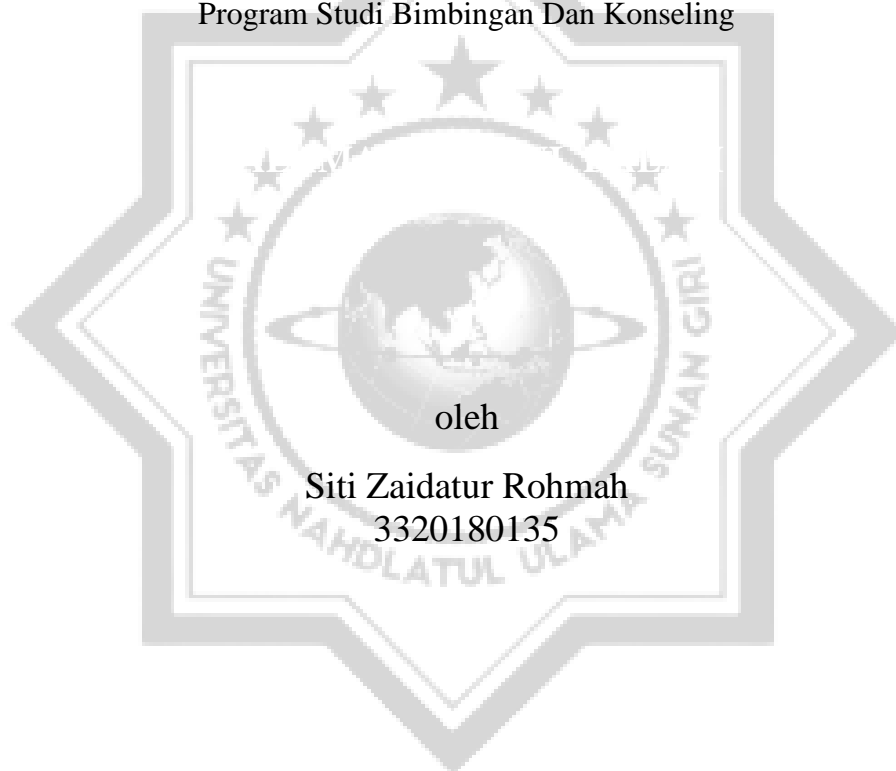 Program Studi Bimbingan Dan Konseling
oleh
Siti Zaidatur Rohmah
3320180135
UNIVERSITAS NAHDLATUL ULAMA SUNAN GIRI